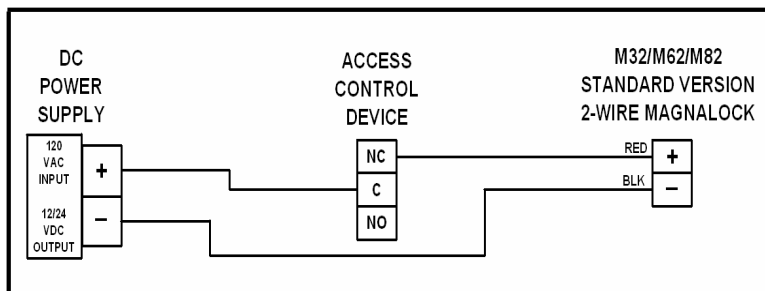 DC
POWER
SUPPLY
120
VAC
INPUT
+
12/24
VDC
OUTPUT
−
ACCESS
CONTROL
DEVICE
NC
C
NO
M32/M62/M82
STANDARD VERSION
2-WIRE MAGNALOCK
RED
+
BLK
−